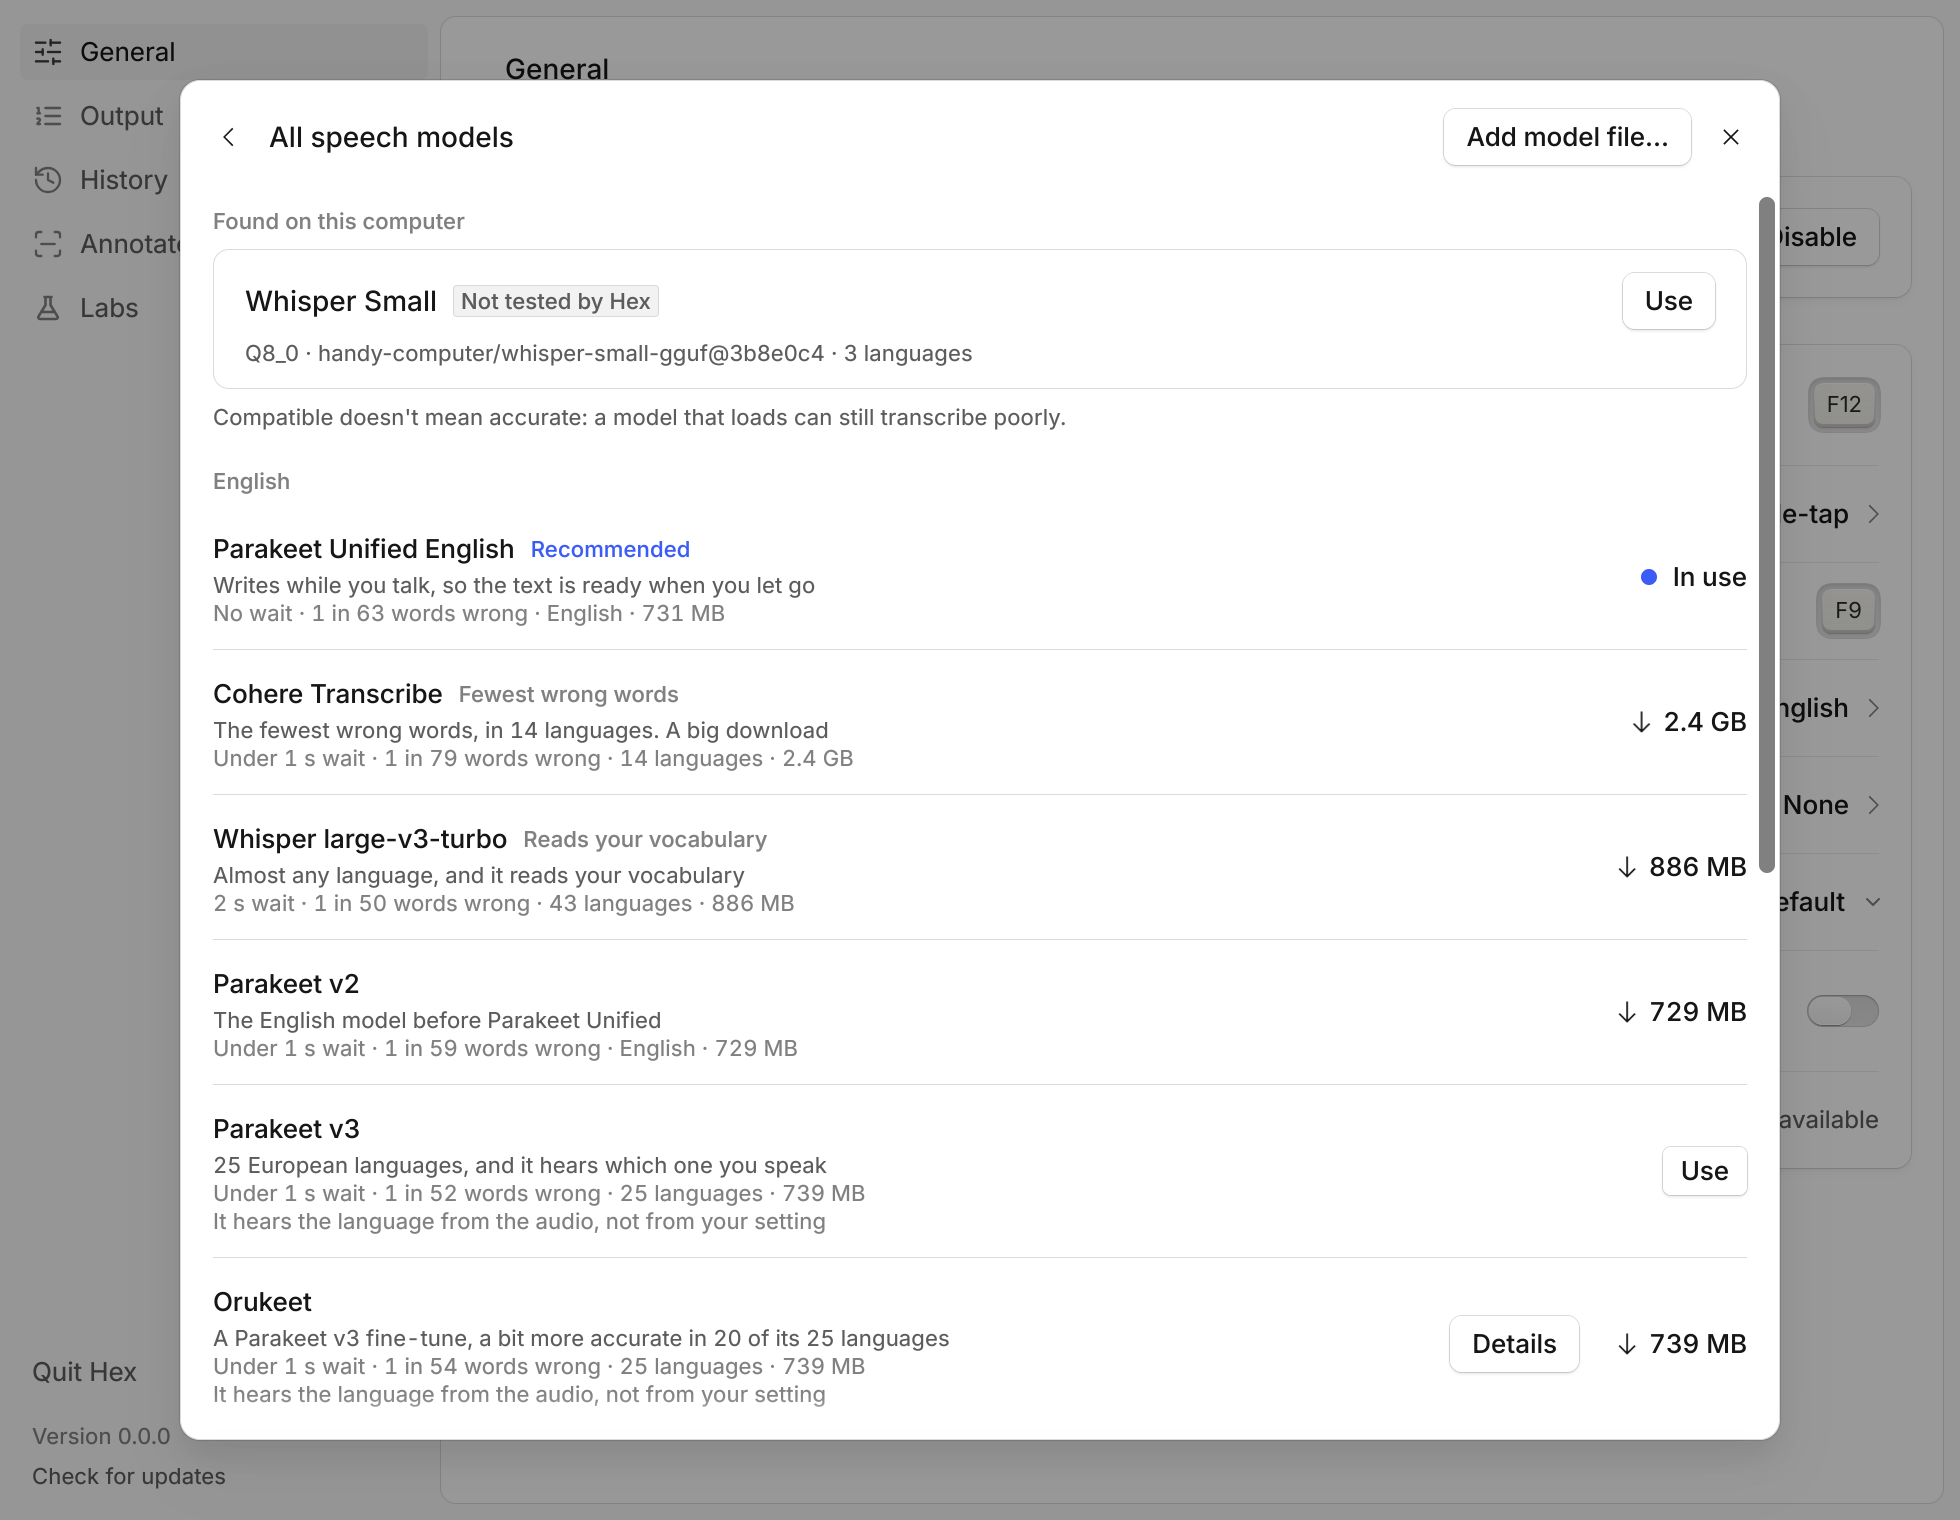 General
Output
History
Annotate
Labs
Quit Hex
Version 0.0.0
Check for updates
General
All speech models
Add model file...
Found on this computer
Whisper Small Not tested by Hex
Use
Q8_0 · handy-computer/whisper-small-gguf@3b8e0c4 · 3 languages
Compatible doesn't mean accurate: a model that loads can still transcribe poorly.
English
Parakeet Unified English Recommended
Writes while you talk, so the text is ready when you let go
No wait · 1 in 63 words wrong · English · 731 MB
In use
Cohere Transcribe Fewest wrong words
The fewest wrong words, in 14 languages. A big download
Under 1 s wait · 1 in 79 words wrong · 14 languages · 2.4 GB
↓ 2.4 GB
Whisper large-v3-turbo Reads your vocabulary
Almost any language, and it reads your vocabulary
2 s wait · 1 in 50 words wrong · 43 languages · 886 MB
↓ 886 MB
Parakeet v2
The English model before Parakeet Unified
Under 1 s wait · 1 in 59 words wrong · English · 729 MB
↓ 729 MB
Parakeet v3
25 European languages, and it hears which one you speak
Under 1 s wait · 1 in 52 words wrong · 25 languages · 739 MB
It hears the language from the audio, not from your setting
Use
Orukeet
A Parakeet v3 fine-tune, a bit more accurate in 20 of its 25 languages
Under 1 s wait · 1 in 54 words wrong · 25 languages · 739 MB
It hears the language from the audio, not from your setting
Details
↓ 739 MB
isable
F12
e-tap
F9
nglish
None
efault
available